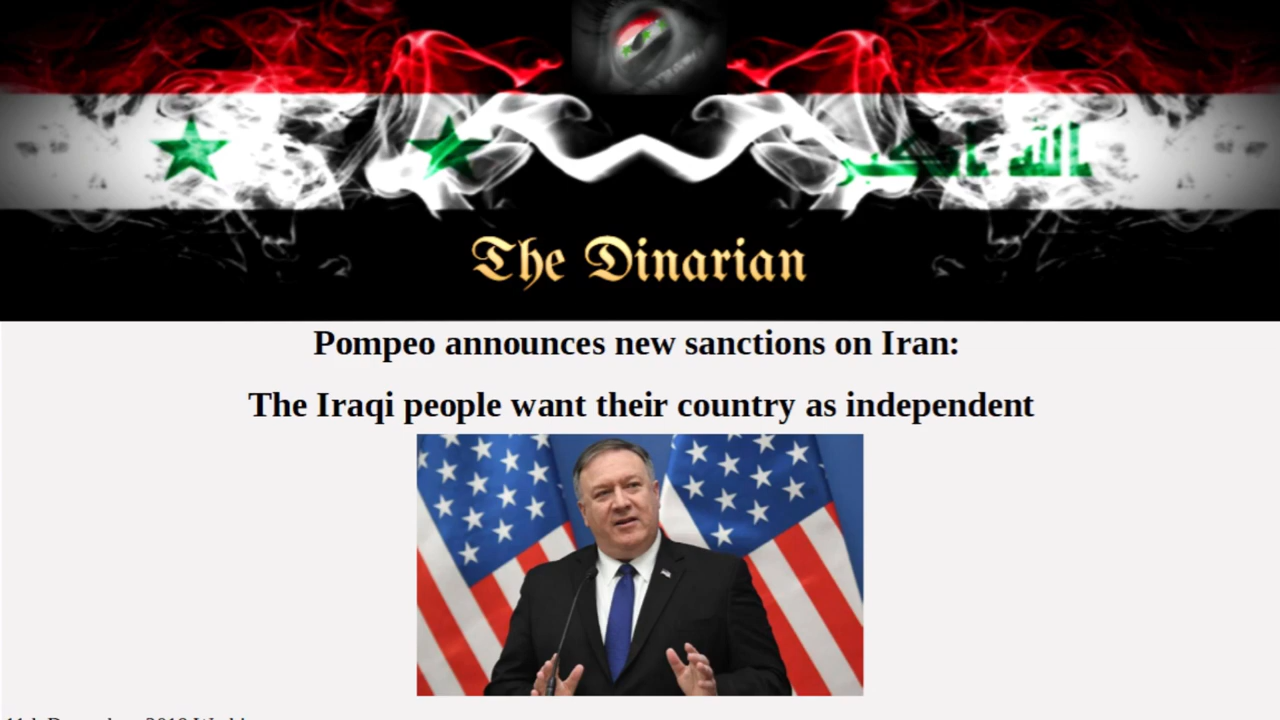 الله اكبر
The Dinarian
Pompeo announces new sanctions on Iran:
The Iraqi people want their country as independent